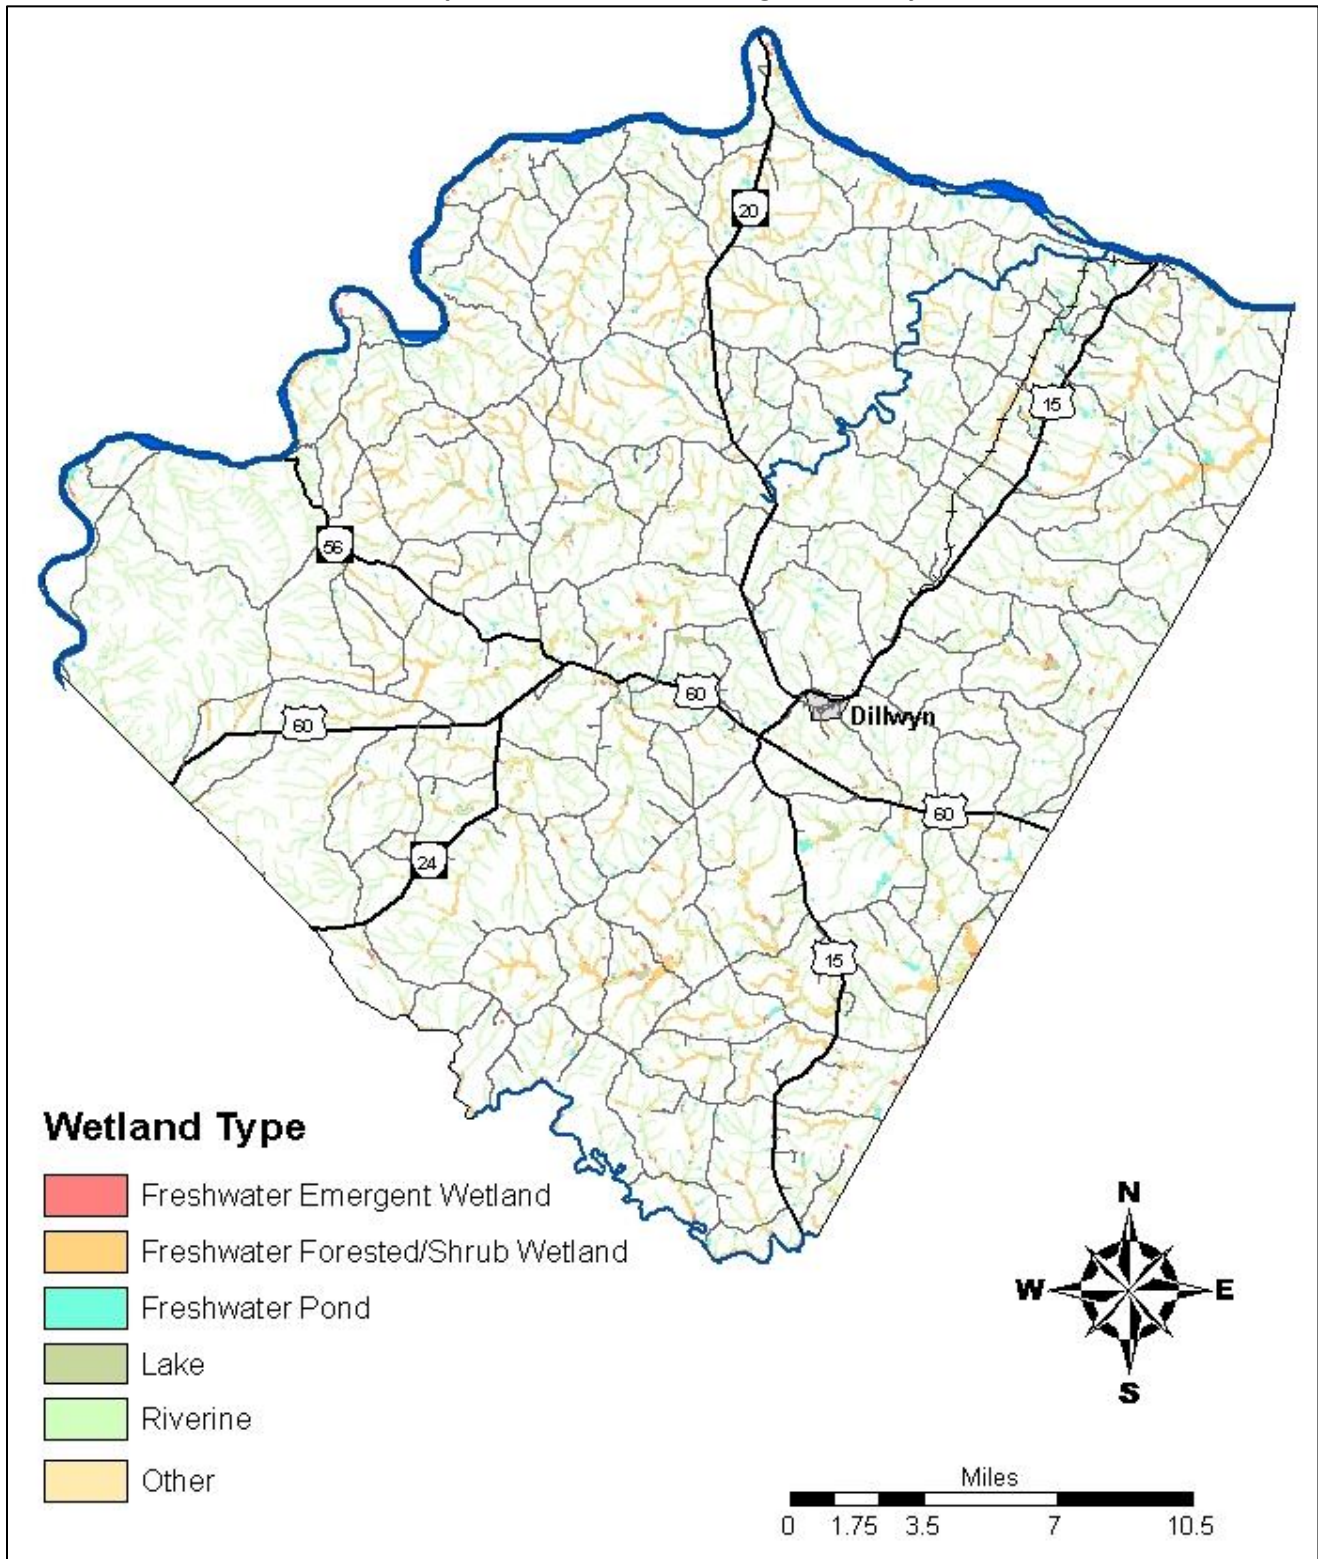 20
15
56
60
60
Dillwyn
60
24
15
Wetland Type
Freshwater Emergent Wetland
Freshwater Forested/Shrub Wetland
Freshwater Pond
Lake
Riverine
Other
N
W E
S
Miles
0 1.75 3.5 7 10.5